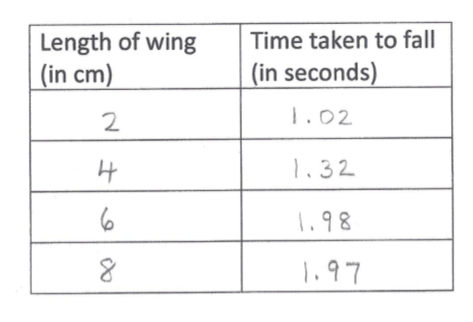 Length of wing (in cm) Time taken to fall (in seconds)
2 1.02
4 1.32
6 1.98
8 1.97